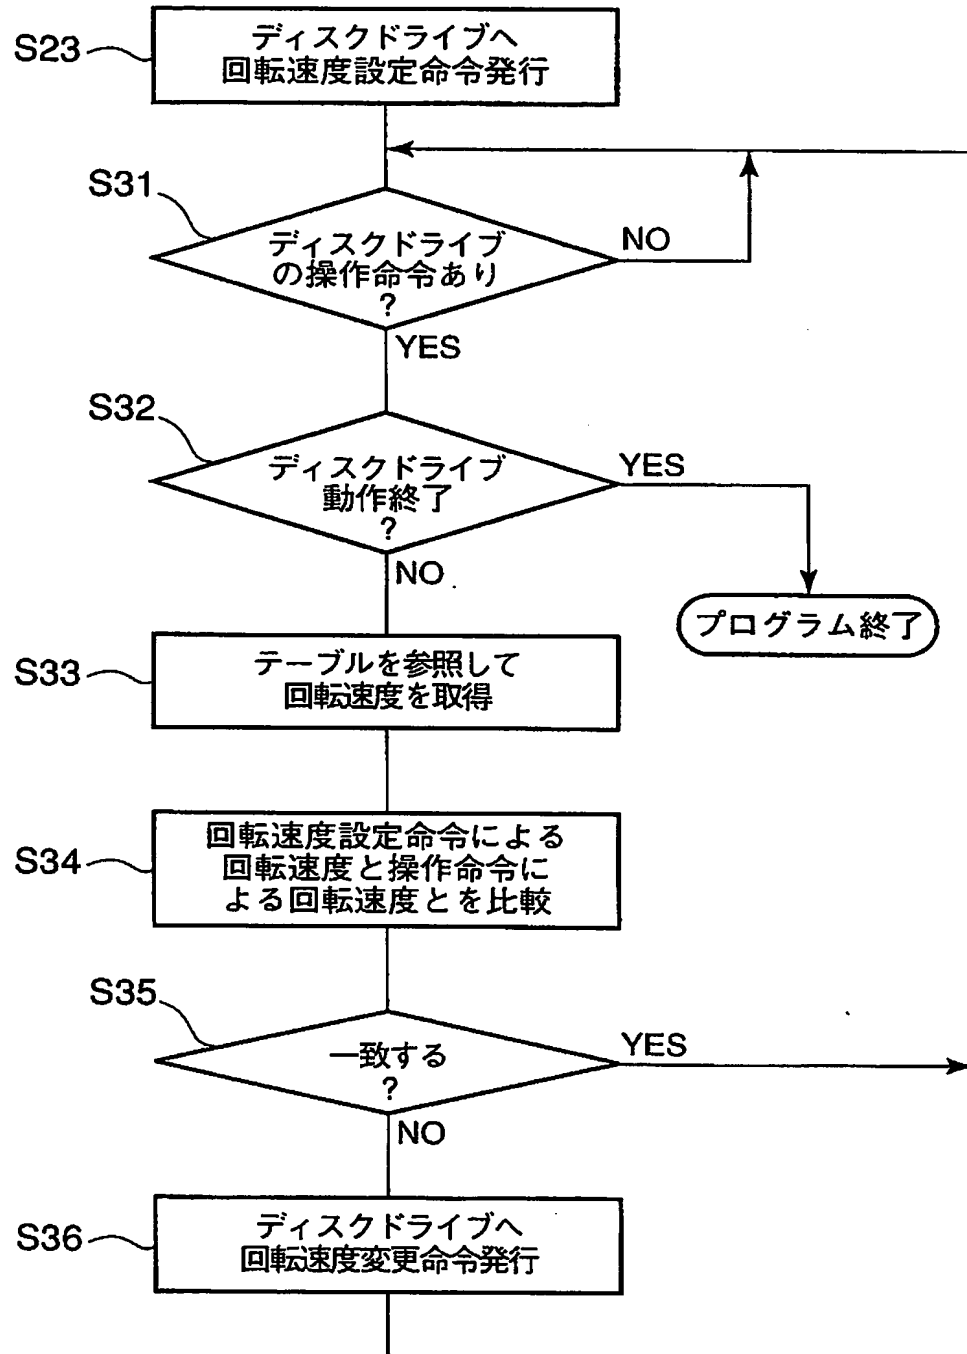 S23
ディスクドライブへ
回転速度設定命令発行
S31
ディスクドライブ
の操作命令あり
?
NO
YES
S32
ディスクドライブ
動作終了
?
YES
NO
プログラム終了
S33
テーブルを参照して
回転速度を取得
S34
回転速度設定命令による
回転速度と操作命令に
よる回転速度とを比較
S35
一致する
?
YES
NO
S36
ディスクドライブへ
回転速度変更命令発行